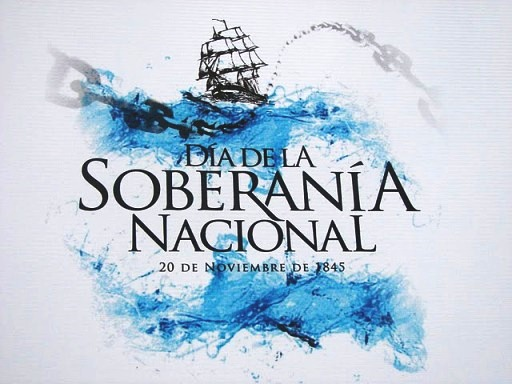 DÍA DE LA
SOBERANÍA
NACIONAL
20 DE NOVIEMBRE DE 1845